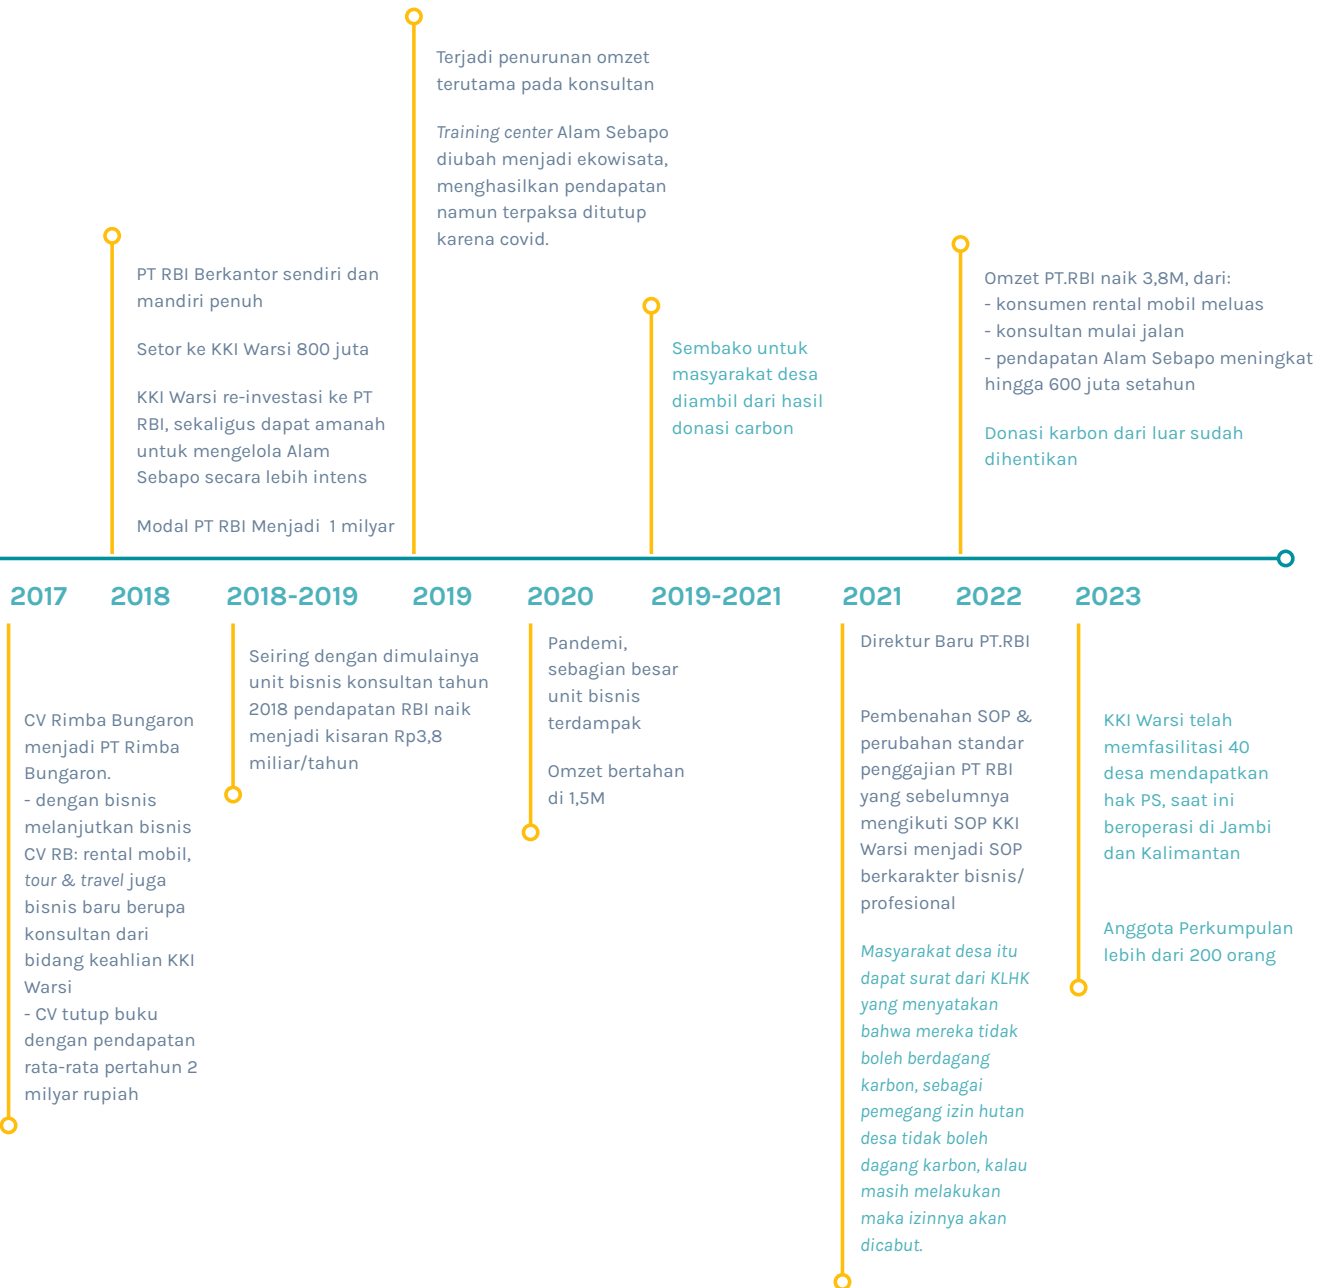 Terjadi penurunan omzet
terutama pada konsultan
Training center Alam Sebapo
diubah menjadi ekowisata,
menghasilkan pendapatan
namun terpaksa ditutup
karena covid.
PT RBI Berkantor sendiri dan
mandiri penuh
Setor ke KKI Warsi 800 juta
KKI Warsi re-investasi ke PT
RBI, sekaligus dapat amanah
untuk mengelola Alam
Sebapo secara lebih intens
Modal PT RBI Menjadi 1 milyar
Sembako untuk
masyarakat desa
diambil dari hasil
donasi carbon
Omzet PT.RBI naik 3,8M, dari:
- konsumen rental mobil meluas
- konsultan mulai jalan
- pendapatan Alam Sebapo meningkat
hingga 600 juta setahun
Donasi karbon dari luar sudah
dihentikan
2017 2018 2018-2019 2019 2020 2019-2021 2021 2022 2023
CV Rimba Bungaron
menjadi PT Rimba
Bungaron.
- dengan bisnis
melanjutkan bisnis
CV RB: rental mobil,
tour & travel juga
bisnis baru berupa
konsultan dari
bidang keahlian KKI
Warsi
- CV tutup buku
dengan pendapatan
rata-rata pertahun 2
milyar rupiah
Seiring dengan dimulainya
unit bisnis konsultan tahun
2018 pendapatan RBI naik
menjadi kisaran Rp3,8
miliar/tahun
Pandemi,
sebagian besar
unit bisnis
terdampak
Omzet bertahan
di 1,5M
Direktur Baru PT.RBI
Pembenahan SOP &
perubahan standar
penggajian PT RBI
yang sebelumnya
mengikuti SOP KKI
Warsi menjadi SOP
berkarakter bisnis/
profesional
Masyarakat desa itu
dapat surat dari KLHK
yang menyatakan
bahwa mereka tidak
boleh berdagang
karbon, sebagai
pemegang izin hutan
desa tidak boleh
dagang karbon, kalau
masih melakukan
maka izinnya akan
dicabut.
KKI Warsi telah
memfasilitasi 40
desa mendapatkan
hak PS, saat ini
beroperasi di Jambi
dan Kalimantan
Anggota Perkumpulan
lebih dari 200 orang